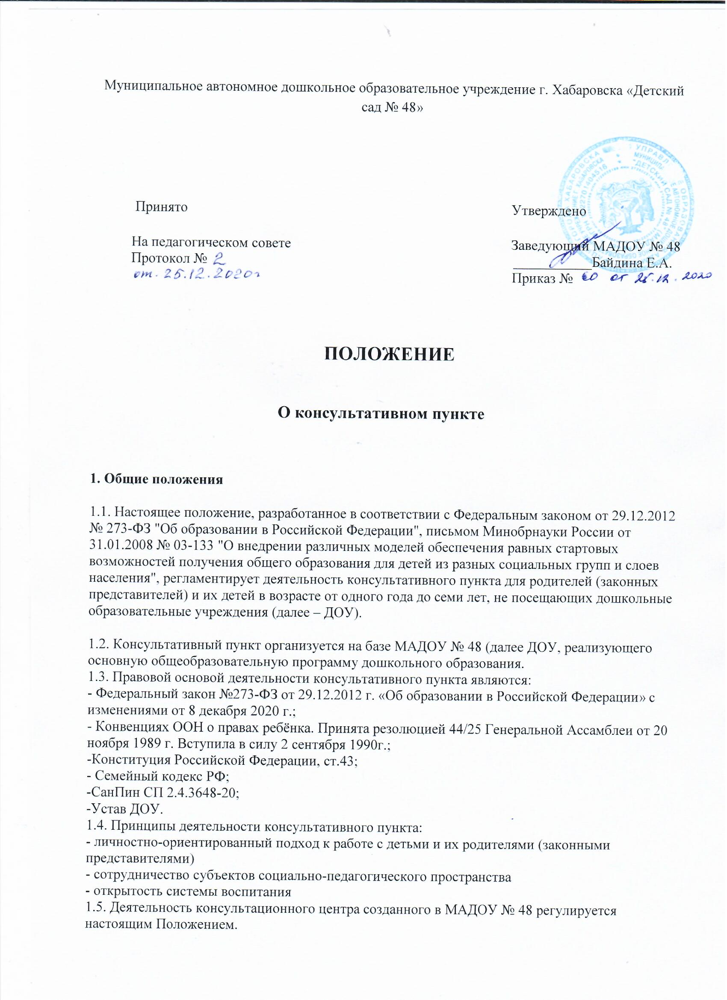 Муниципальное автономное дошкольное образовательное учреждение г. Хабаровска «Детский
сад № 48»
Принято
На педагогическом совете
Протокол № 2
от. 25.12.2020г
Утверждено
Заведующий МАДОУ № 48
___________Байдина Е.А.
Приказ № от 25.12.2020
ПОЛОЖЕНИЕ
О консультативном пункте
1. Общие положения
1.1. Настоящее положение, разработанное в соответствии с Федеральным законом от 29.12.2012
№ 273-ФЗ "Об образовании в Российской Федерации", письмом Минобрнауки России от
31.01.2008 № 03-133 "О внедрении различных моделей обеспечения равных стартовых
возможностей получения общего образования для детей из разных социальных групп и слоев
населения", регламентирует деятельность консультативного пункта для родителей (законных
представителей) и их детей в возрасте от одного года до семи лет, не посещающих дошкольные
образовательные учреждения (далее – ДОУ).
1.2. Консультативный пункт организуется на базе МАДОУ № 48 (далее ДОУ, реализующего
основную общеобразовательную программу дошкольного образования.
1.3. Правовой основой деятельности консультативного пункта являются:
- Федеральный закон №273-ФЗ от 29.12.2012 г. «Об образовании в Российской Федерации» с
изменениями от 8 декабря 2020 г.;
- Конвенциях ООН о правах ребёнка. Принята резолюцией 44/25 Генеральной Ассамблеи от 20
ноября 1989 г. Вступила в силу 2 сентября 1990г.;
-Конституция Российской Федерации, ст.43;
- Семейный кодекс РФ;
-СанПин СП 2.4.3648-20;
-Устав ДОУ.
1.4. Принципы деятельности консультативного пункта:
- личностно-ориентированный подход к работе с детьми и их родителями (законными
представителями)
- сотрудничество субъектов социально-педагогического пространства
- открытость системы воспитания
1.5. Деятельность консультационного центра созданного в МАДОУ № 48 регулируется
настоящим Положением.